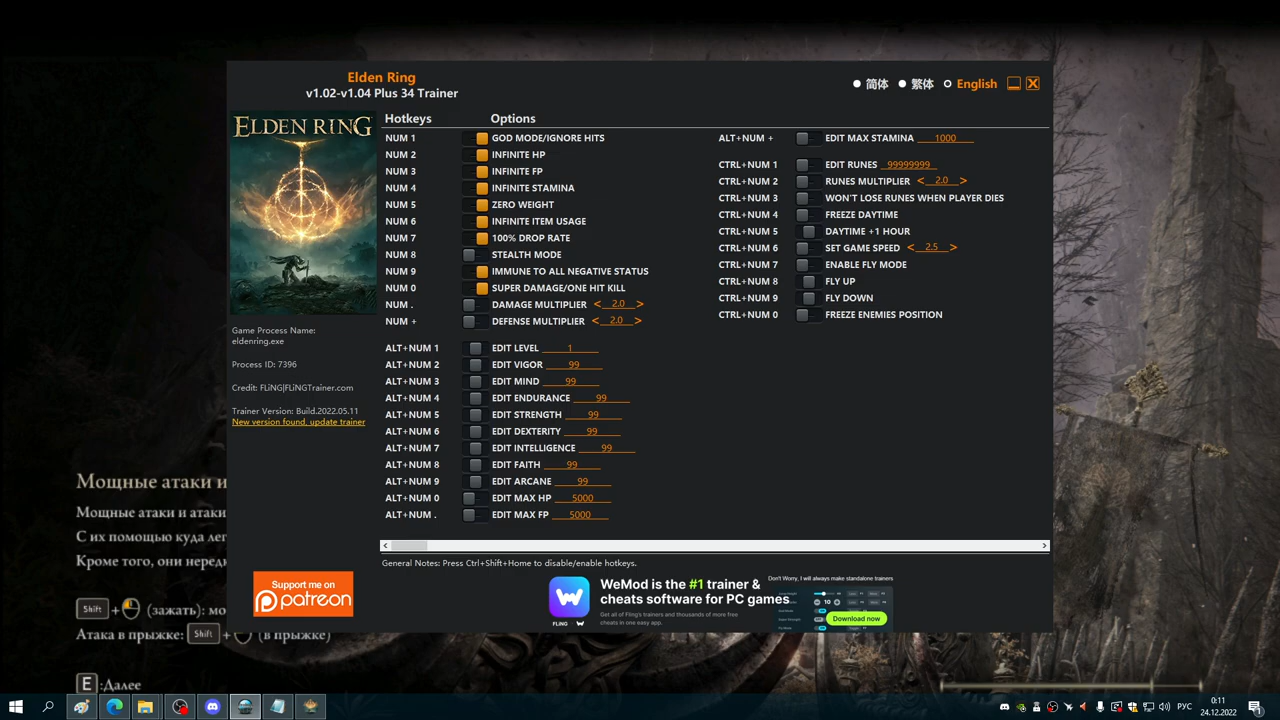 Elden Ring
v1.02-v1.04 Plus 34 Trainer
简体 繁体 English
ELDEN RING
Game Process Name:
eldenring.exe
Process ID: 7396
Credit: FLiNG|FLiNGTrainer.com
Trainer Version: Build.2022.05.11
New version found, update trainer
Hotkeys Options
NUM 1 GOD MODE/IGNORE HITS
NUM 2 INFINITE HP
NUM 3 INFINITE FP
NUM 4 INFINITE STAMINA
NUM 5 ZERO WEIGHT
NUM 6 INFINITE ITEM USAGE
NUM 7 100% DROP RATE
NUM 8 STEALTH MODE
NUM 9 IMMUNE TO ALL NEGATIVE STATUS
NUM 0 SUPER DAMAGE/ONE HIT KILL
NUM . DAMAGE MULTIPLIER < 2.0 >
NUM + DEFENSE MULTIPLIER < 2.0 >
ALT+NUM 1 EDIT LEVEL 1
ALT+NUM 2 EDIT VIGOR 99
ALT+NUM 3 EDIT MIND 99
ALT+NUM 4 EDIT ENDURANCE 99
ALT+NUM 5 EDIT STRENGTH 99
ALT+NUM 6 EDIT DEXTERITY 99
ALT+NUM 7 EDIT INTELLIGENCE 99
ALT+NUM 8 EDIT FAITH 99
ALT+NUM 9 EDIT ARCANE 99
ALT+NUM 0 EDIT MAX HP 5000
ALT+NUM . EDIT MAX FP 5000
ALT+NUM + EDIT MAX STAMINA 1000
CTRL+NUM 1 EDIT RUNES 99999999
CTRL+NUM 2 RUNES MULTIPLIER < 2.0 >
CTRL+NUM 3 WON'T LOSE RUNES WHEN PLAYER DIES
CTRL+NUM 4 FREEZE DAYTIME
CTRL+NUM 5 DAYTIME +1 HOUR
CTRL+NUM 6 SET GAME SPEED < 2.5 >
CTRL+NUM 7 ENABLE FLY MODE
CTRL+NUM 8 FLY UP
CTRL+NUM 9 FLY DOWN
CTRL+NUM 0 FREEZE ENEMIES POSITION
General Notes: Press Ctrl+Shift+Home to disable/enable hotkeys.
Support me on
patreon
FLING
WeMod is the #1 trainer &
cheats software for PC games
Get all of Fling's trainers and thousands of more free
cheats in one easy app.
Don't Worry, I will always make standalone trainers
Download now
Мощные атаки и
Мощные атаки и атаки
С их помощью куда лег
Кроме того, они неред
Shift + (зажать): мо
Атака в прыжке: Shift + (в прыжке)
E :Далее
РУС
0:11
24.12.2022